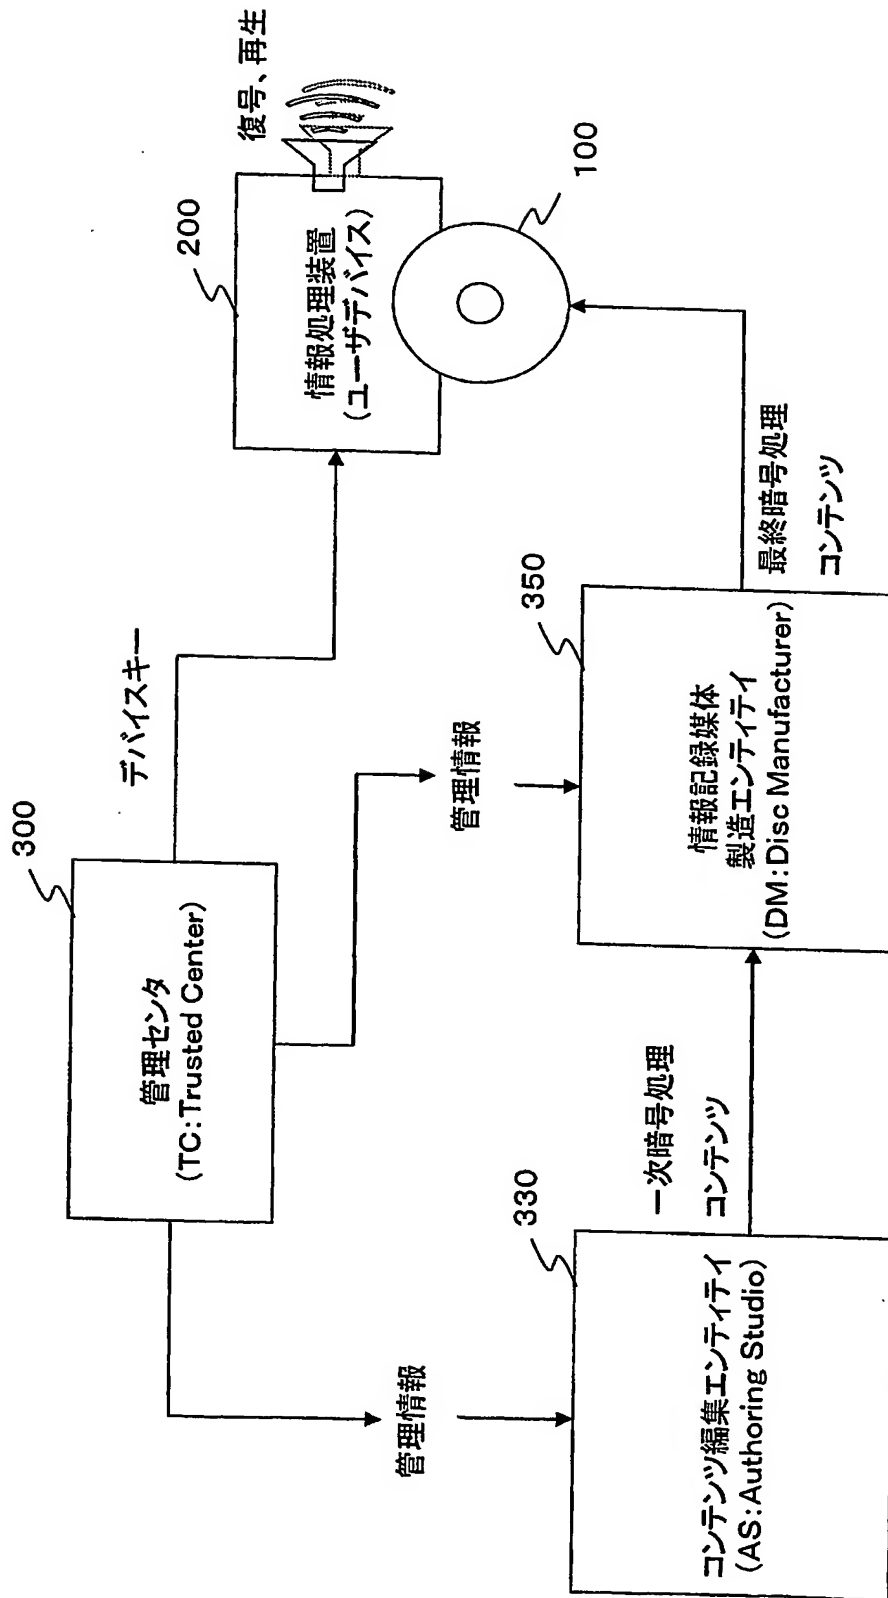 300
管理センタ
(TC:Trusted Center)
デバイスキー
200
情報処理装置
(ユーザデバイス)
復号、再生
100
管理情報
管理情報
330
コンテンツ編集エンティティ
(AS:Authoring Studio)
一次暗号処理
コンテンツ
350
情報記録媒体
製造エンティティ
(DM:Disc Manufacturer)
最終暗号処理
コンテンツ